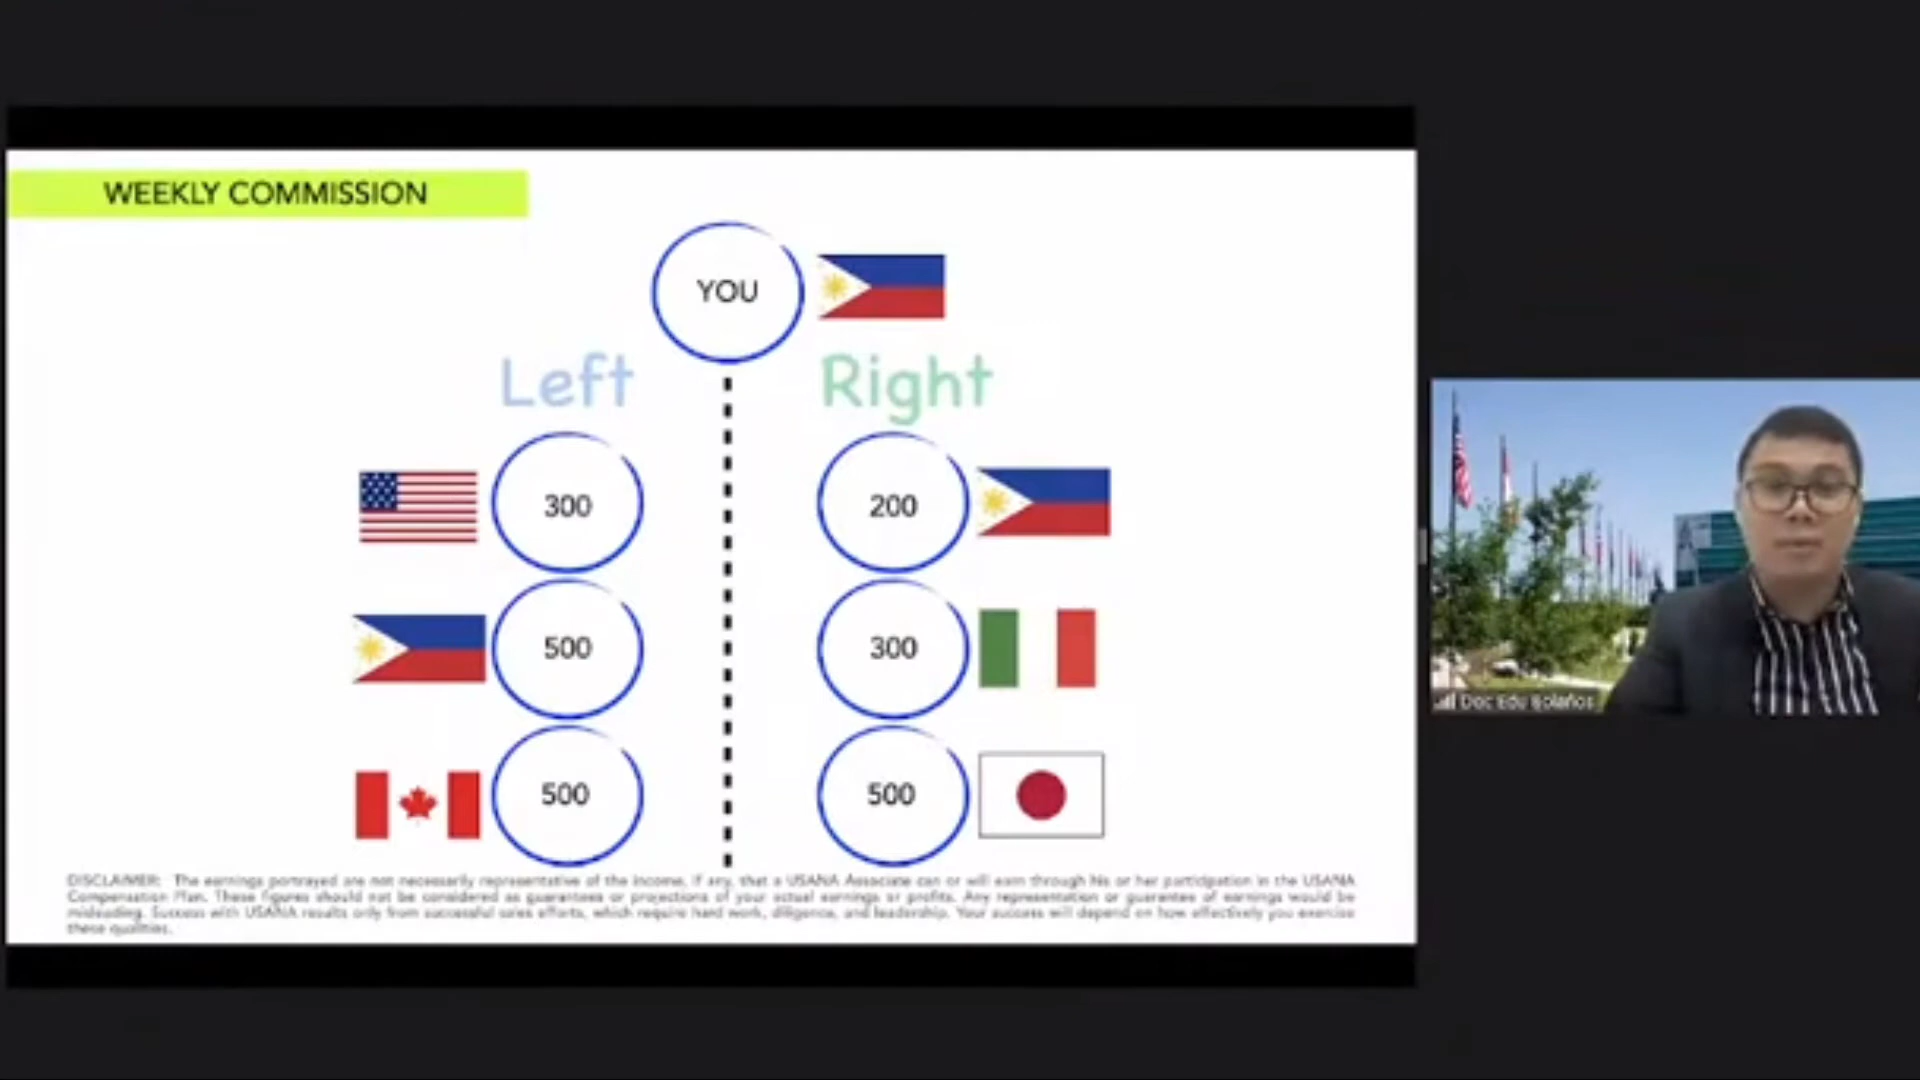 WEEKLY COMMISSION
YOU
Left Right
300 200
500 300
500 500
DISCLAIMER: The earnings portrayed are not necessarily representative of the income, if any, that a USANA Associate can or will earn through his or her participation in the USANA
Compensation Plan. These figures should not be considered as guarantees or projections of your actual earnings or profits. Any representation or guarantee of earnings would be
misleading. Success with USANA results only from successful sales efforts, which require hard work, diligence, and leadership. Your success will depend on how effectively you exercise
these qualities.
Doc Edu Bolaños